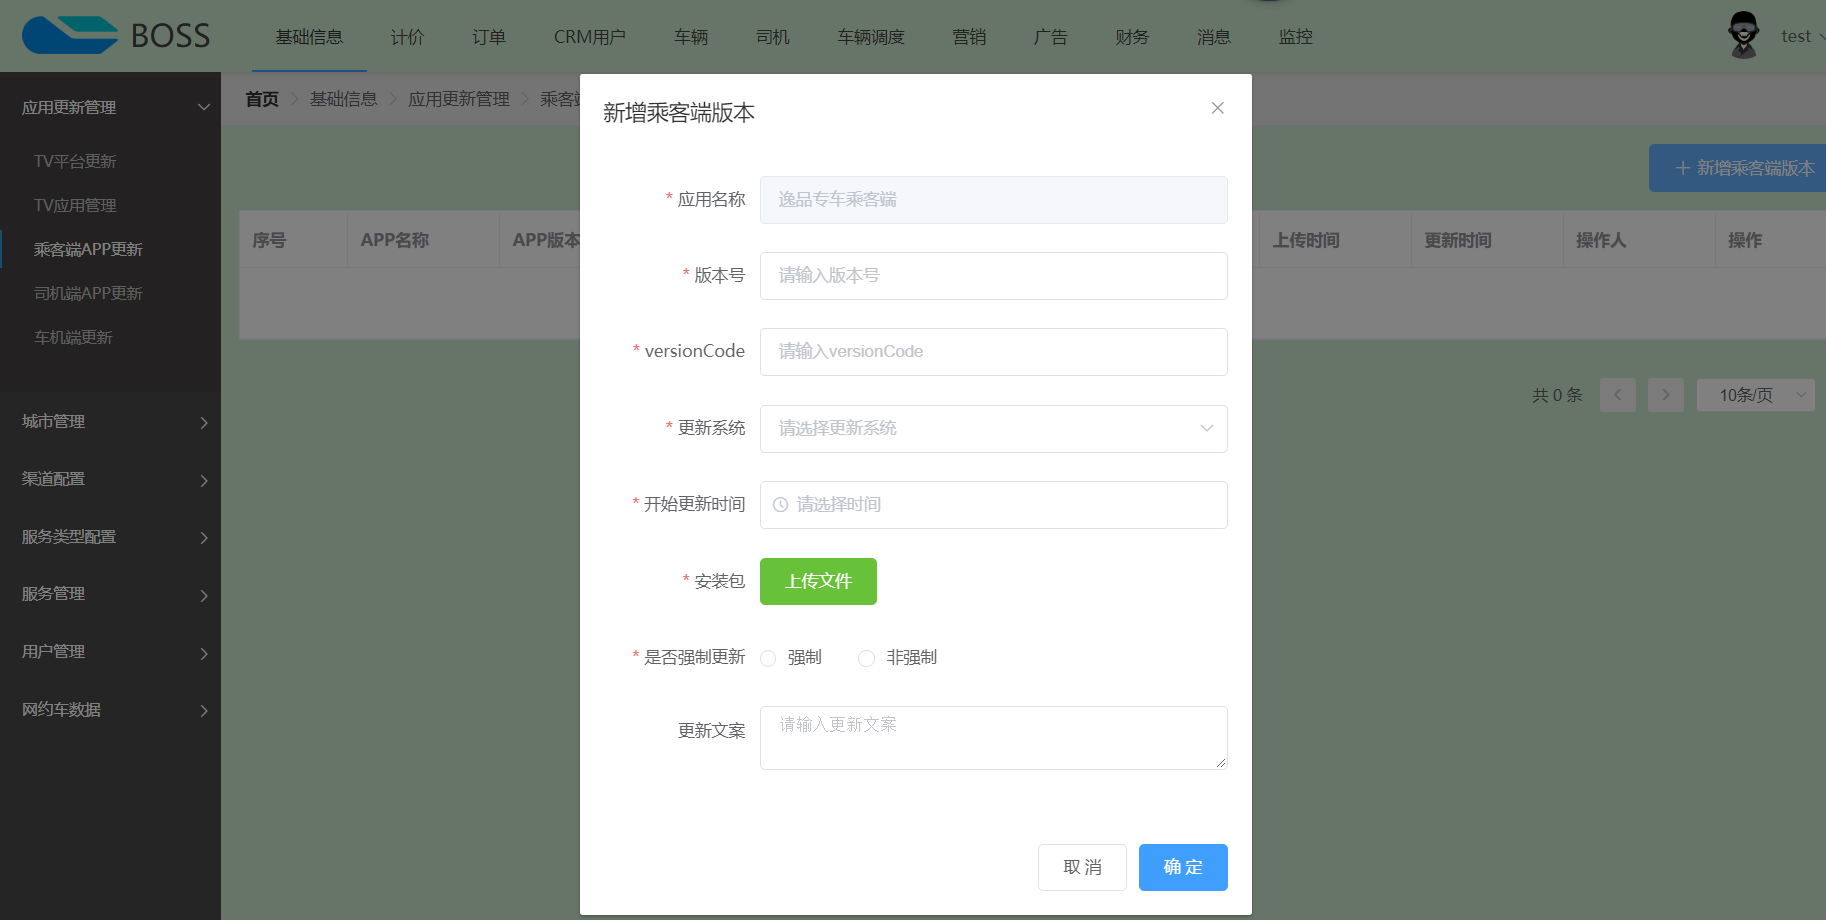 BOSS
基础信息 计价 订单 CRM用户 车辆 司机 车辆调度 营销 广告 财务 消息 监控
test
应用更新管理
TV平台更新
TV应用管理
乘客端APP更新
司机端APP更新
车机端更新
城市管理
渠道配置
服务类型配置
服务管理
用户管理
网约车数据
首页 基础信息 应用更新管理 乘客
+ 新增乘客端版本
序号 APP名称 APP版本 上传时间 更新时间 操作人 操作
共 0 条 10条/页
新增乘客端版本
* 应用名称 逸品专车乘客端
* 版本号 请输入版本号
* versionCode 请输入versionCode
* 更新系统 请选择更新系统
* 开始更新时间 请选择时间
* 安装包 上传文件
* 是否强制更新 强制 非强制
更新文案 请输入更新文案
取 消 确 定